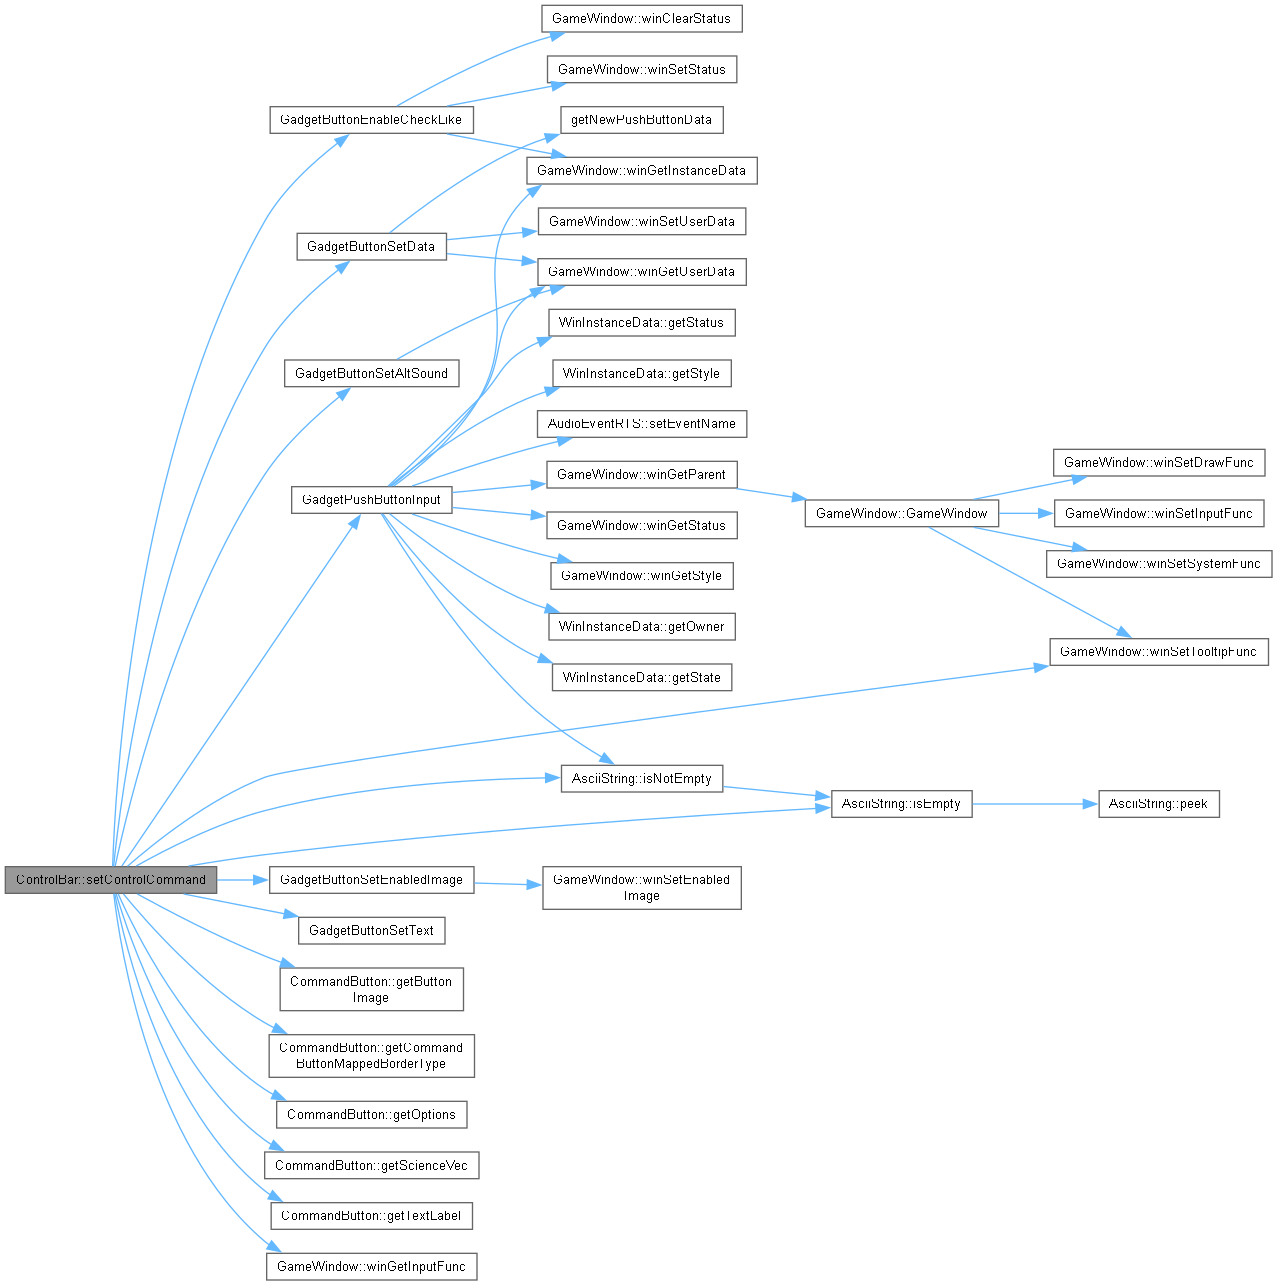 GameWindow::winClearStatus
GameWindow::winSetStatus
GadgetButtonEnableCheckLike
getNewPushButtonData
GameWindow::winGetInstanceData
GameWindow::winSetUserData
GadgetButtonSetData
GameWindow::winGetUserData
WinInstanceData::getStatus
GadgetButtonSetAltSound
WinInstanceData::getStyle
AudioEventRTS::setEventName
GameWindow::winGetParent
GameWindow::winSetDrawFunc
GadgetPushButtonInput
GameWindow::GameWindow
GameWindow::winSetInputFunc
GameWindow::winGetStatus
GameWindow::winSetSystemFunc
GameWindow::winGetStyle
WinInstanceData::getOwner
GameWindow::winSetTooltipFunc
WinInstanceData::getState
AsciiString::isNotEmpty
AsciiString::isEmpty
AsciiString::peek
ControlBar::setControlCommand
GadgetButtonSetEnabledImage
GameWindow::winSetEnabled
Image
GadgetButtonSetText
CommandButton::getButton
Image
CommandButton::getCommand
ButtonMappedBorderType
CommandButton::getOptions
CommandButton::getScienceVec
CommandButton::getTextLabel
GameWindow::winGetInputFunc